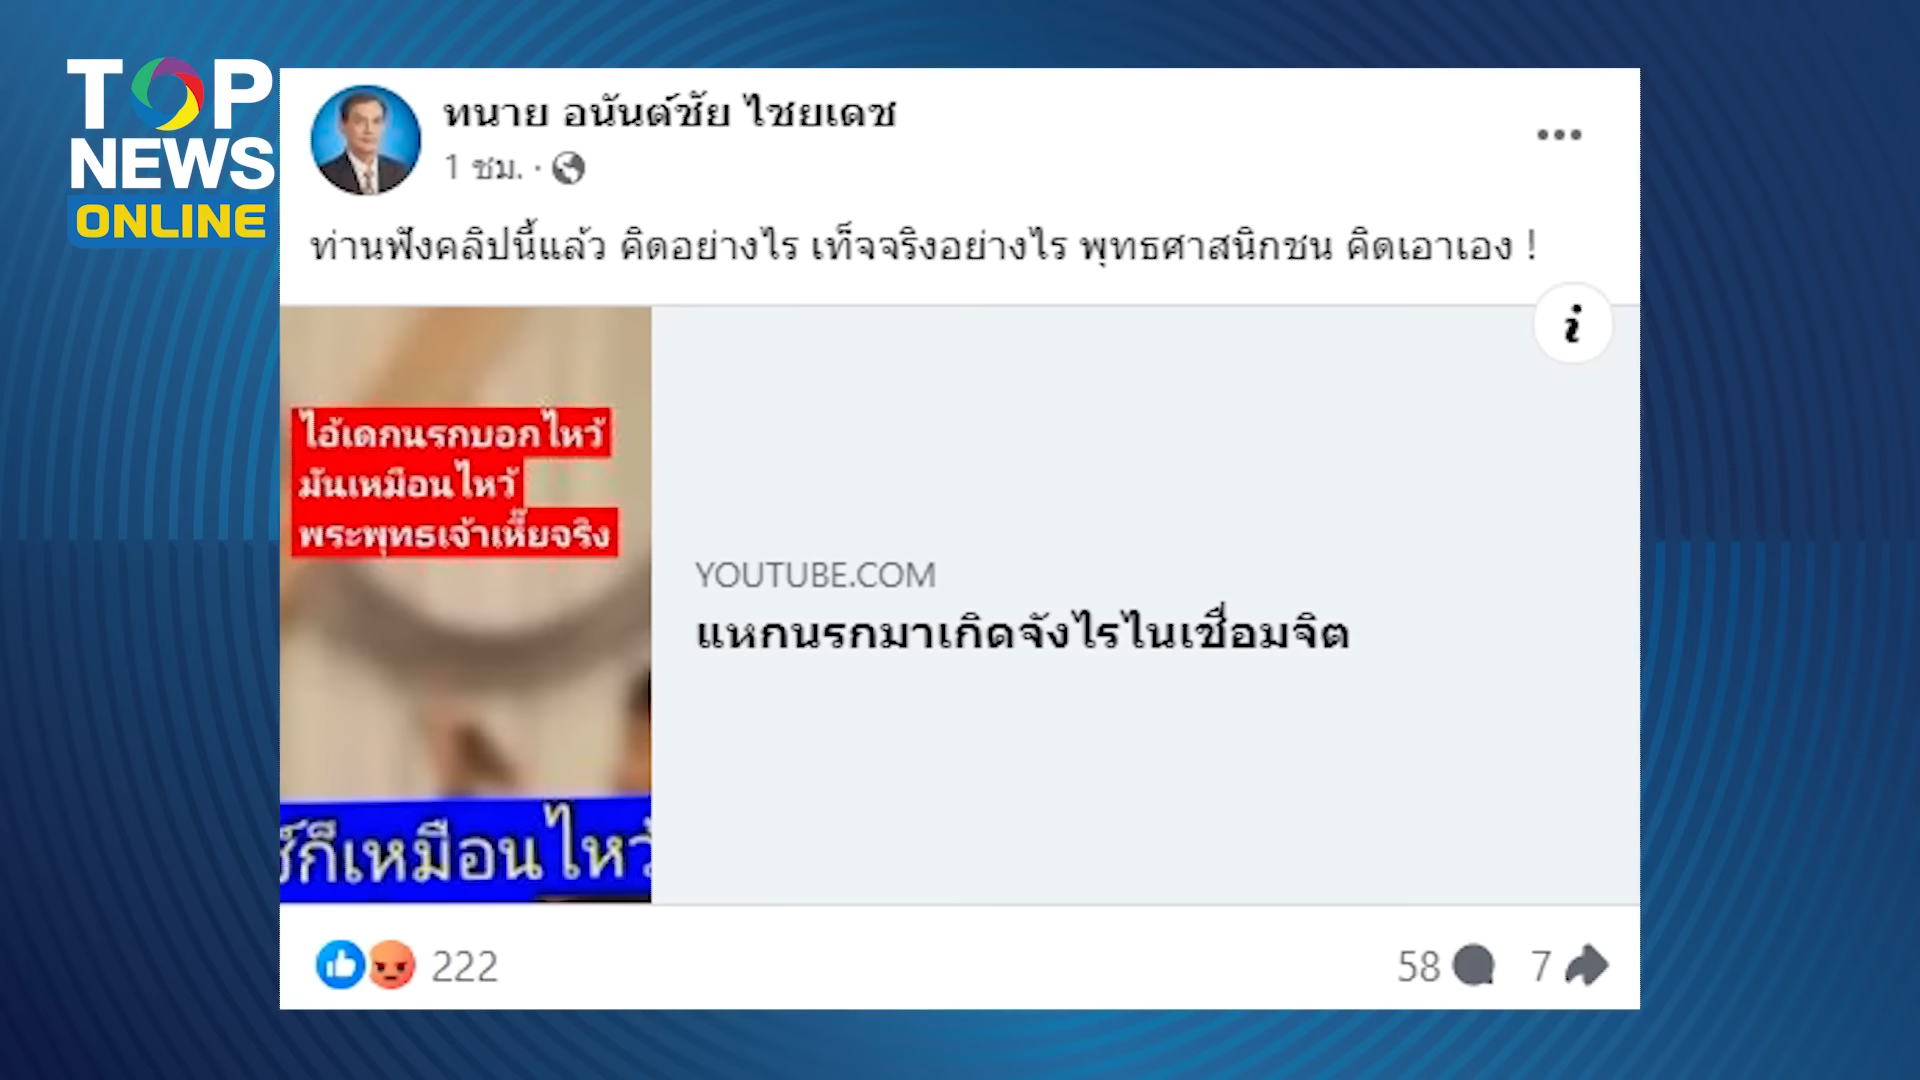 TOP
NEWS
ONLINE
ทนาย อนันต์ชัย ไชยเดช
1 ชม. ·
ท่านฟังคลิปนี้แล้ว คิดอย่างไร เท็จจริงอย่างไร พุทธศาสนิกชน คิดเอาเอง !
i
ไอ้เดกนรกบอกไหว้
มันเหมือนไหว้
พระพุทธเจ้าเหี๊ยจริง
ก็เหมือนไหว้
YOUTUBE.COM
แหกนรกมาเกิดจังไรไนเชื่อมจิต
222
58
7